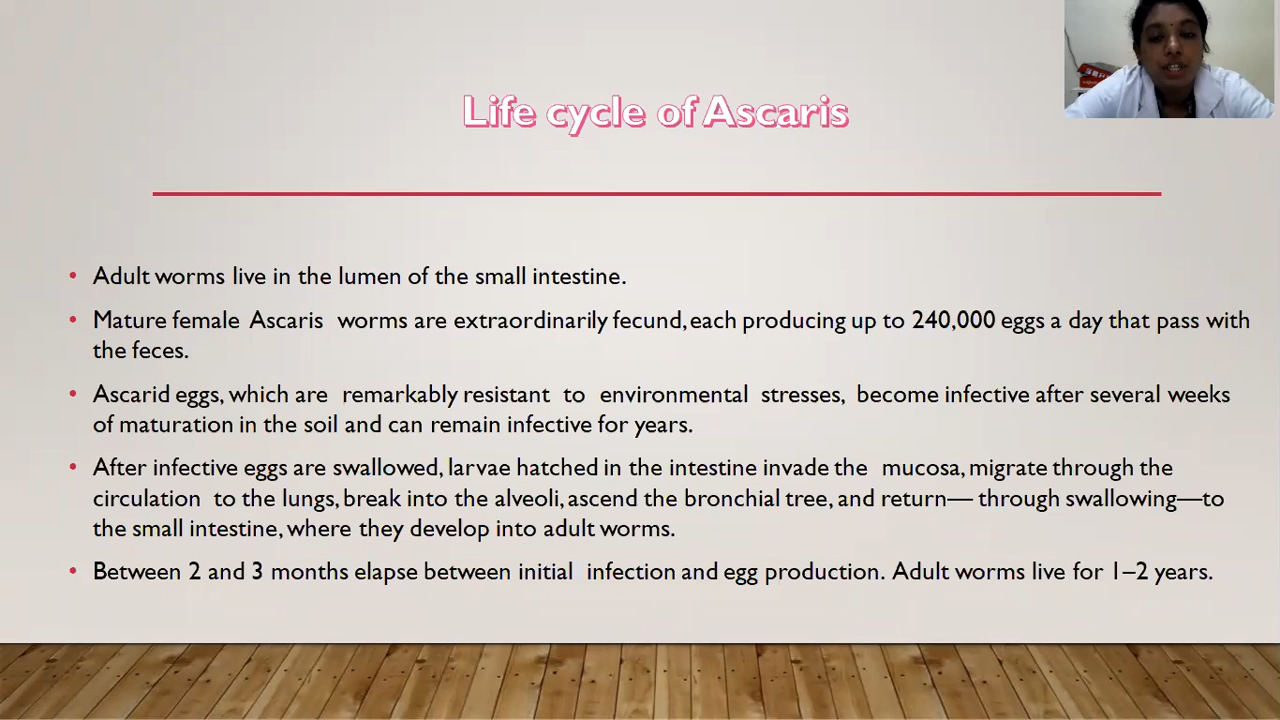 Life cycle of Ascaris
• Adult worms live in the lumen of the small intestine.
• Mature female Ascaris worms are extraordinarily fecund, each producing up to 240,000 eggs a day that pass with
the feces.
• Ascarid eggs, which are remarkably resistant to environmental stresses, become infective after several weeks
of maturation in the soil and can remain infective for years.
• After infective eggs are swallowed, larvae hatched in the intestine invade the mucosa, migrate through the
circulation to the lungs, break into the alveoli, ascend the bronchial tree, and return— through swallowing—to
the small intestine, where they develop into adult worms.
• Between 2 and 3 months elapse between initial infection and egg production. Adult worms live for 1–2 years.